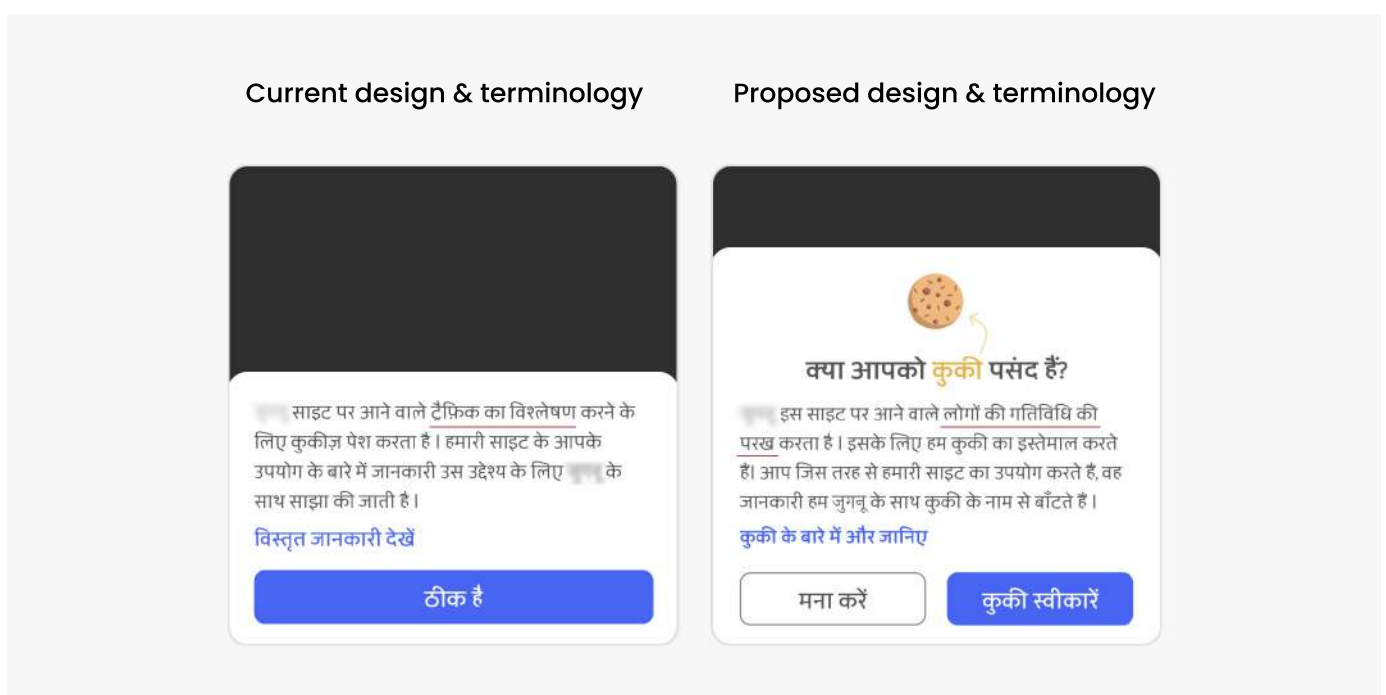 Current design & terminology
साइट पर आने वाले ट्रैफ़िक का विश्लेषण करने के
लिए कुकीज़ पेश करता है । हमारी साइट के आपके
उपयोग के बारे में जानकारी उस उद्देश्य के लिए के
साथ साझा की जाती है ।
विस्तृत जानकारी देखें
ठीक है
Proposed design & terminology
क्या आपको कुकी पसंद हैं?
इस साइट पर आने वाले लोगों की गतिविधि की
परख करता है । इसके लिए हम कुकी का इस्तेमाल करते
हैं। आप जिस तरह से हमारी साइट का उपयोग करते हैं, वह
जानकारी हम जुगनू के साथ कुकी के नाम से बाँटते हैं ।
कुकी के बारे में और जानिए
मना करें
कुकी स्वीकारें